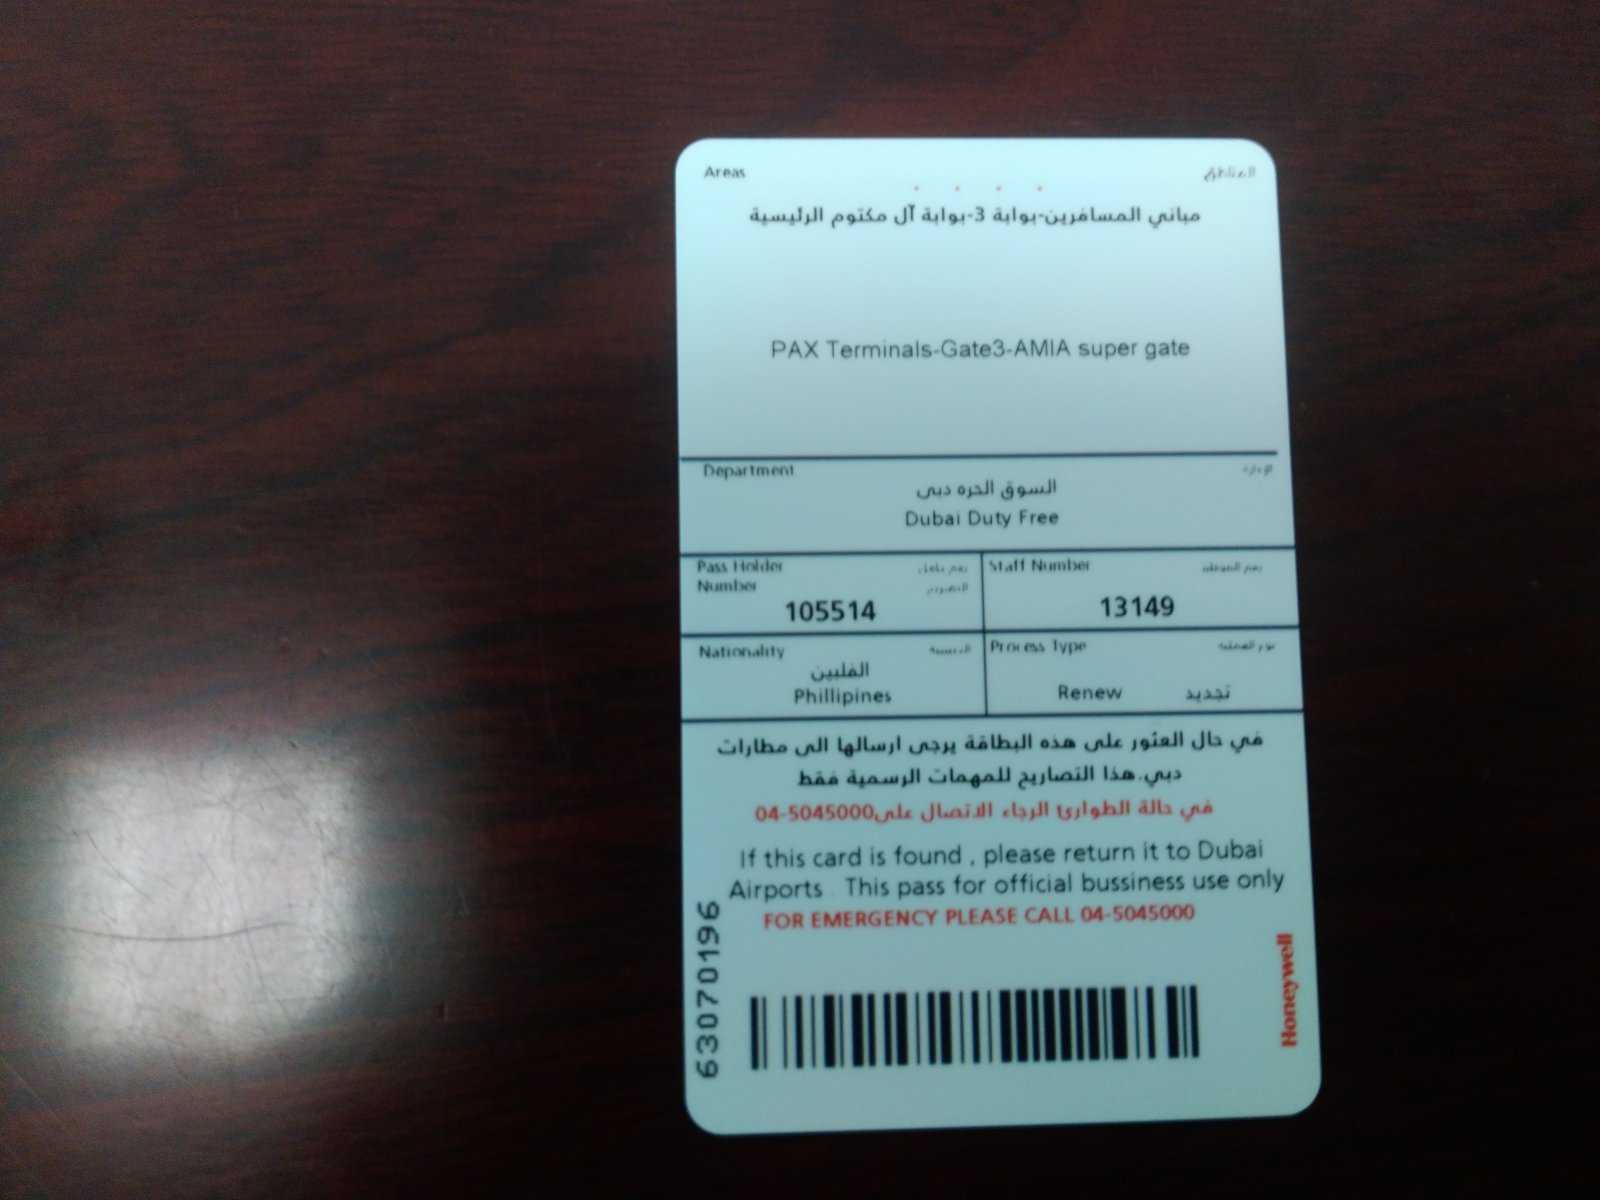 Areas المناطق
مباني المسافرين-بوابة 3-بوابة آل مكتوم الرئيسية
PAX Terminals-Gate3-AMIA super gate
Department الإدارة
السوق الحره دبى
Dubai Duty Free
Pass Holder رقم حامل
Number التصريح
105514
Staff Number رقم الموظف
13149
Nationality الجنسية
الفلبين
Phillipines
Process Type نوع العملية
Renew تجديد
في حال العثور على هذه البطاقة يرجى ارسالها الى مطارات
دبي.هذا التصاريح للمهمات الرسمية فقط
في حالة الطوارئ الرجاء الاتصال على04-5045000
If this card is found , please return it to Dubai
Airports . This pass for official bussiness use only
FOR EMERGENCY PLEASE CALL 04-5045000
63070196
Honeywell